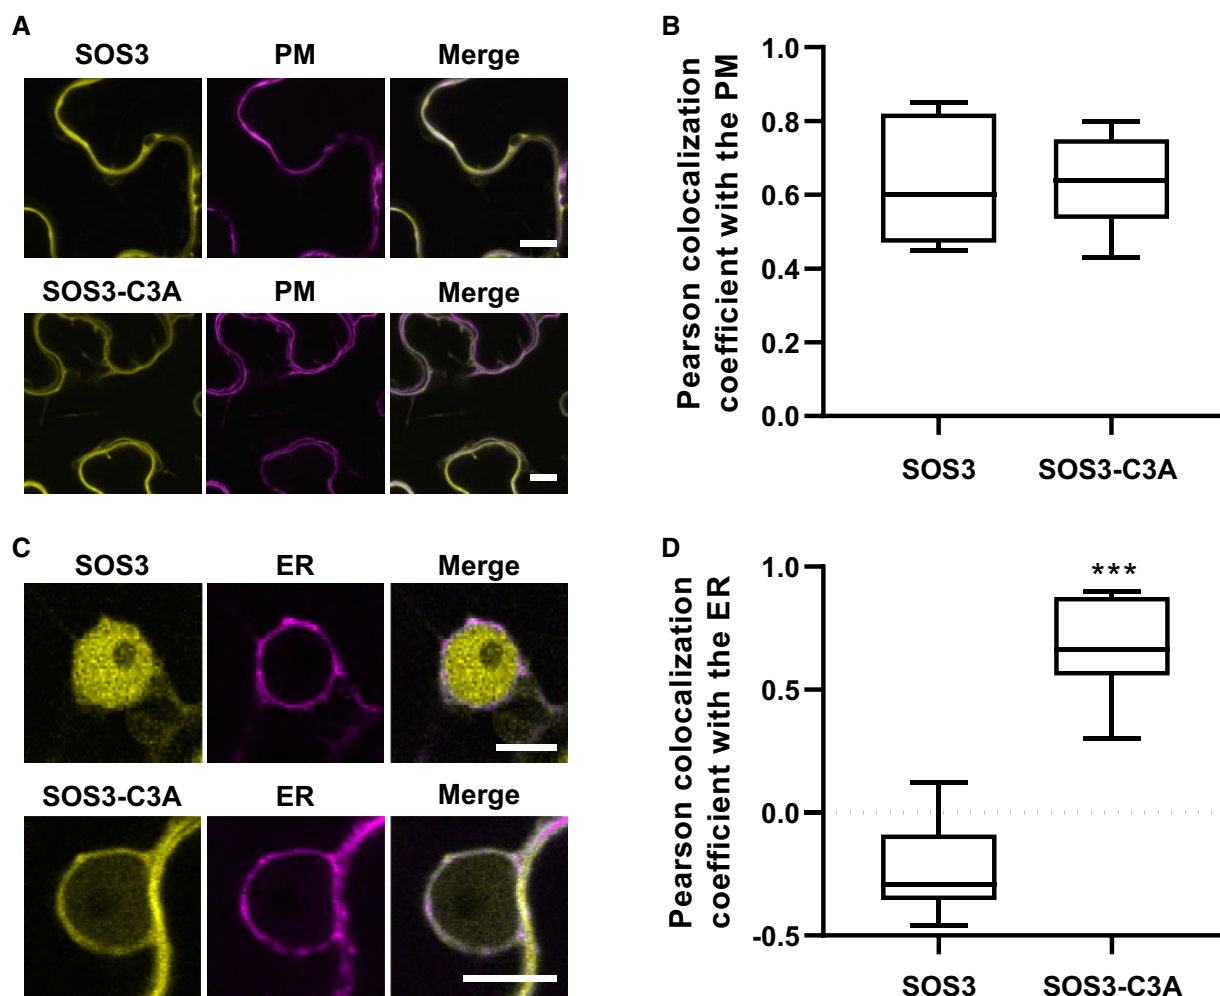 A
SOS3 PM Merge
SOS3-C3A PM Merge
B
Pearson colocalization
coefficient with the PM
1.0
0.8
0.6
0.4
0.2
0.0
SOS3 SOS3-C3A
C
SOS3 ER Merge
SOS3-C3A ER Merge
D
Pearson colocalization
coefficient with the ER
1.0
0.5
0.0
-0.5
***
SOS3 SOS3-C3A